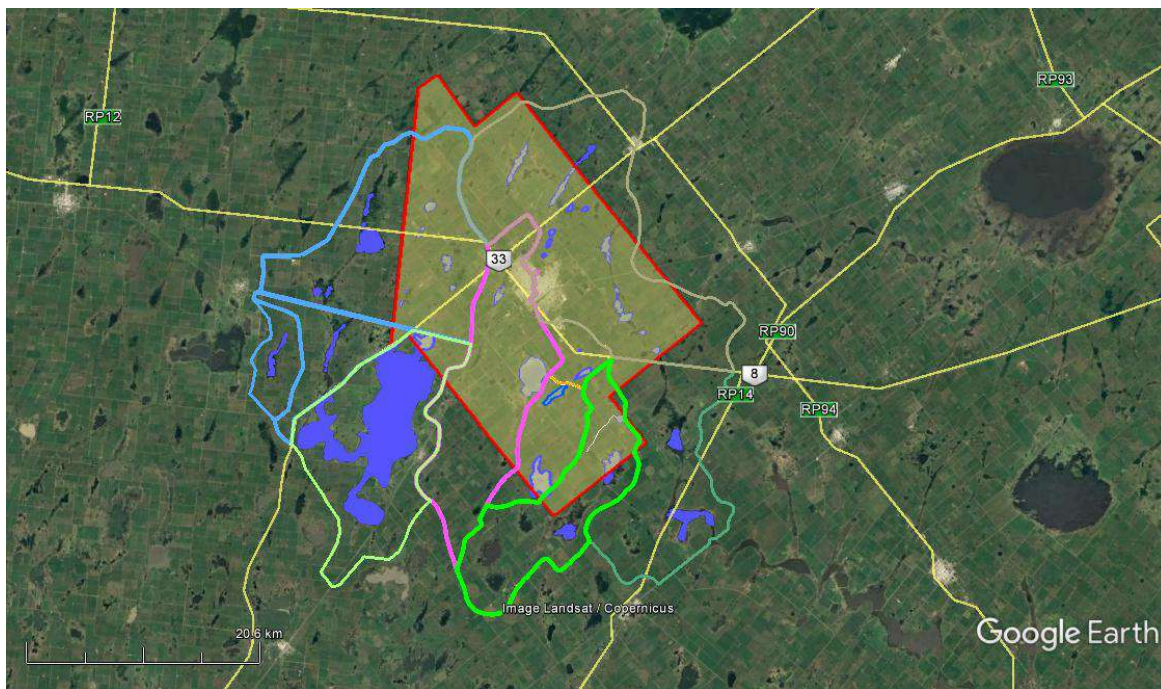 RP93
RP12
33
RP90
8
RP14
RP94
Image Landsat / Copernicus
20.6 km
Google Earth